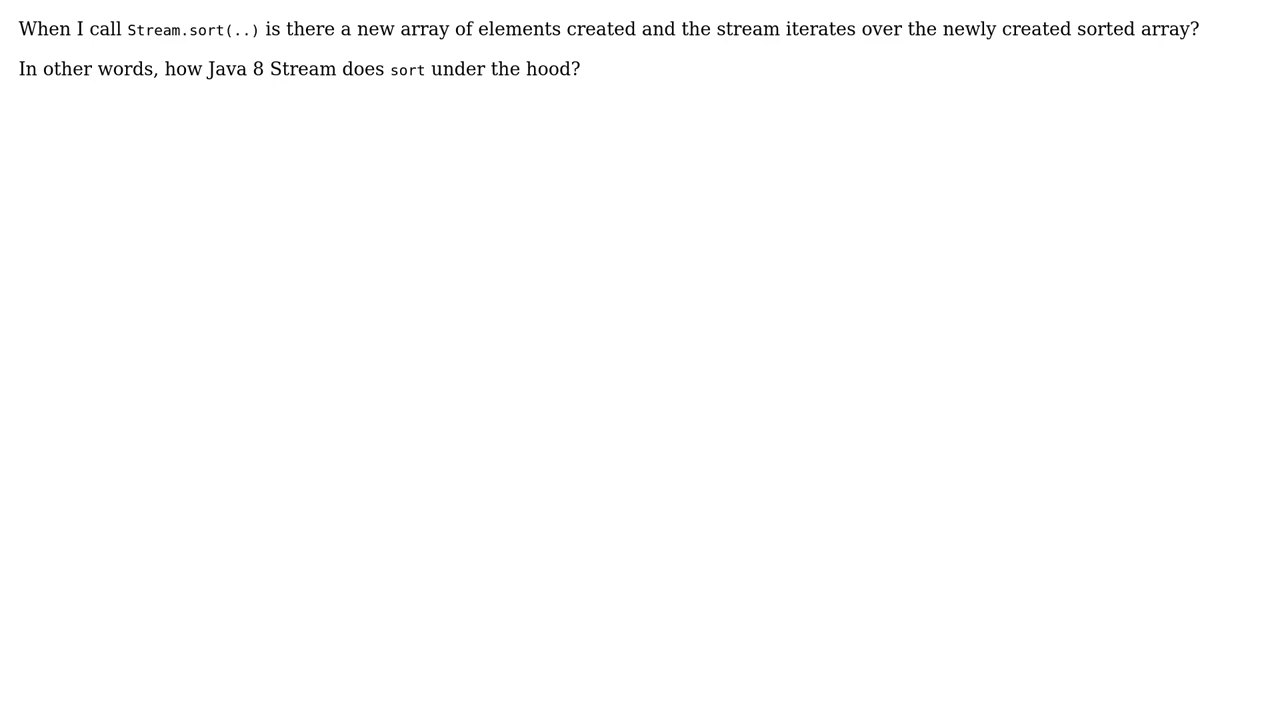 When I call Stream.sort(..) is there a new array of elements created and the stream iterates over the newly created sorted array?
In other words, how Java 8 Stream does sort under the hood?